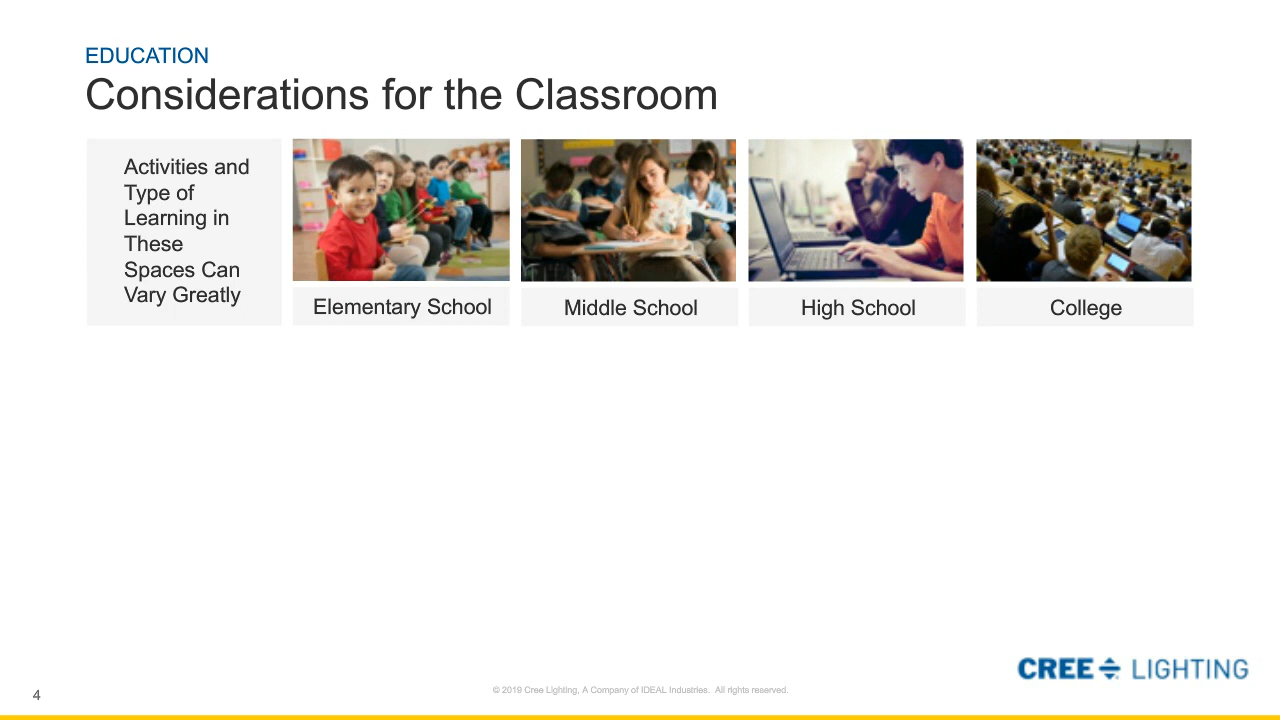 EDUCATION
Considerations for the Classroom
Activities and
Type of
Learning in
These
Spaces Can
Vary Greatly
Elementary School
Middle School
High School
College
CREE LIGHTING
4
© 2019 Cree Lighting, A Company of IDEAL Industries. All rights reserved.